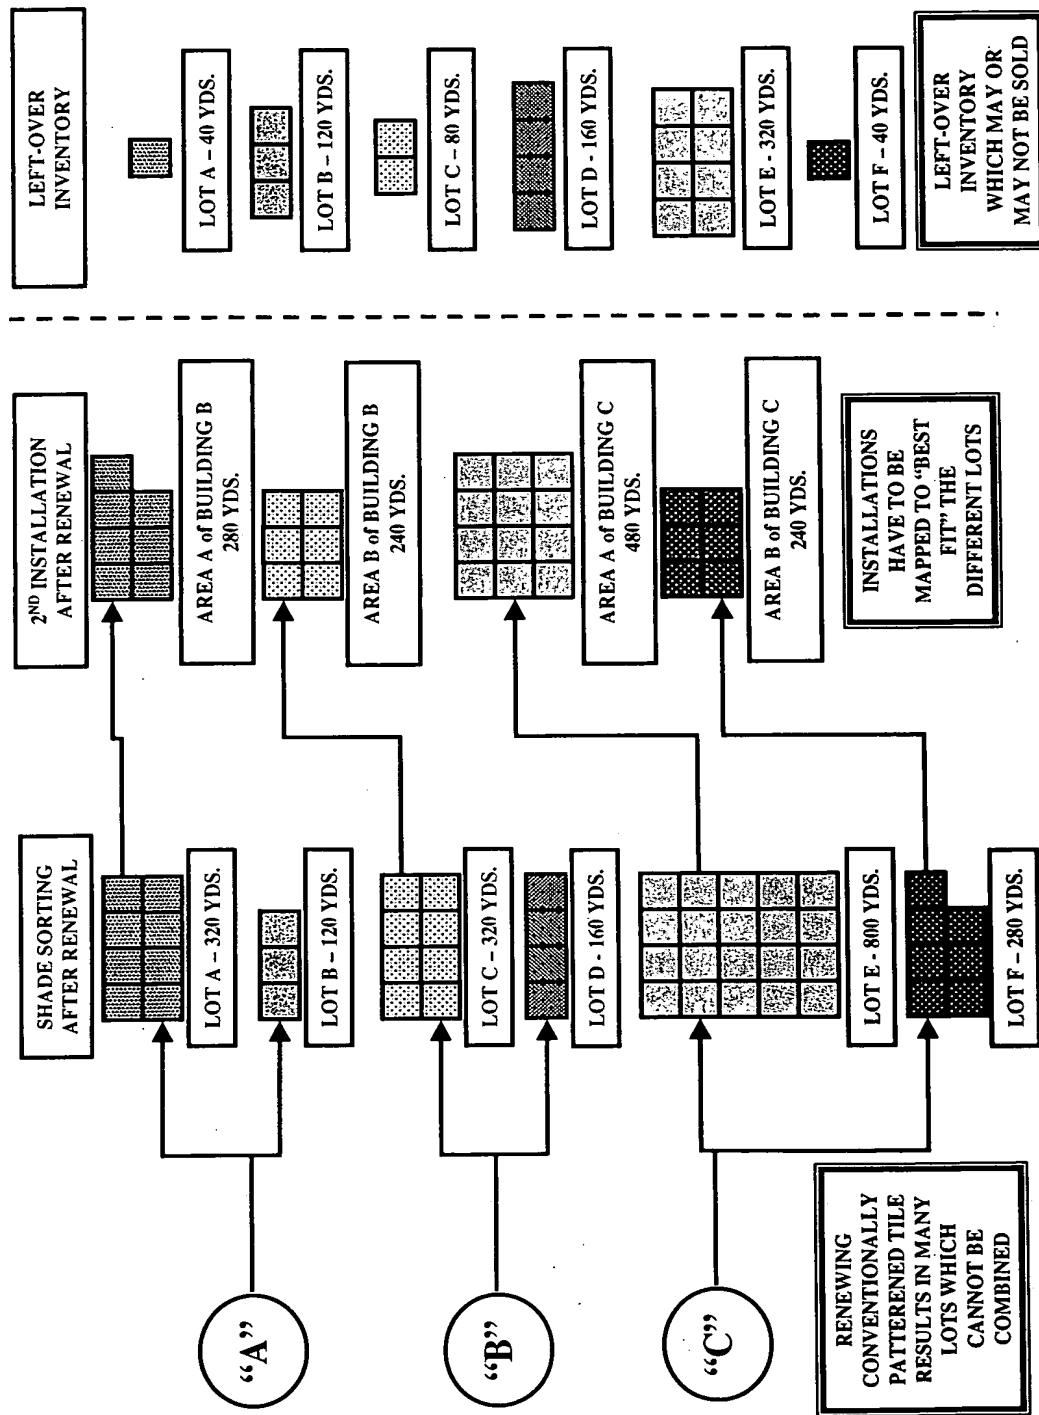 SHADE SORTING
AFTER RENEWAL
2ND INSTALLATION
AFTER RENEWAL
LEFT-OVER
INVENTORY
“A”
LOT A – 320 YDS.
AREA A of BUILDING B
280 YDS.
LOT A – 40 YDS.
LOT B – 120 YDS.
LOT B – 120 YDS.
“B”
LOT C – 320 YDS.
AREA B of BUILDING B
240 YDS.
LOT C – 80 YDS.
LOT D - 160 YDS.
LOT D - 160 YDS.
“C”
LOT E - 800 YDS.
AREA A of BUILDING C
480 YDS.
LOT E - 320 YDS.
LOT F – 280 YDS.
AREA B of BUILDING C
240 YDS.
LOT F – 40 YDS.
RENEWING
CONVENTIONALLY
PATTERENED TILE
RESULTS IN MANY
LOTS WHICH
CANNOT BE
COMBINED
INSTALLATIONS
HAVE TO BE
MAPPED TO “BEST
FIT” THE
DIFFERENT LOTS
LEFT-OVER
INVENTORY
WHICH MAY OR
MAY NOT BE SOLD